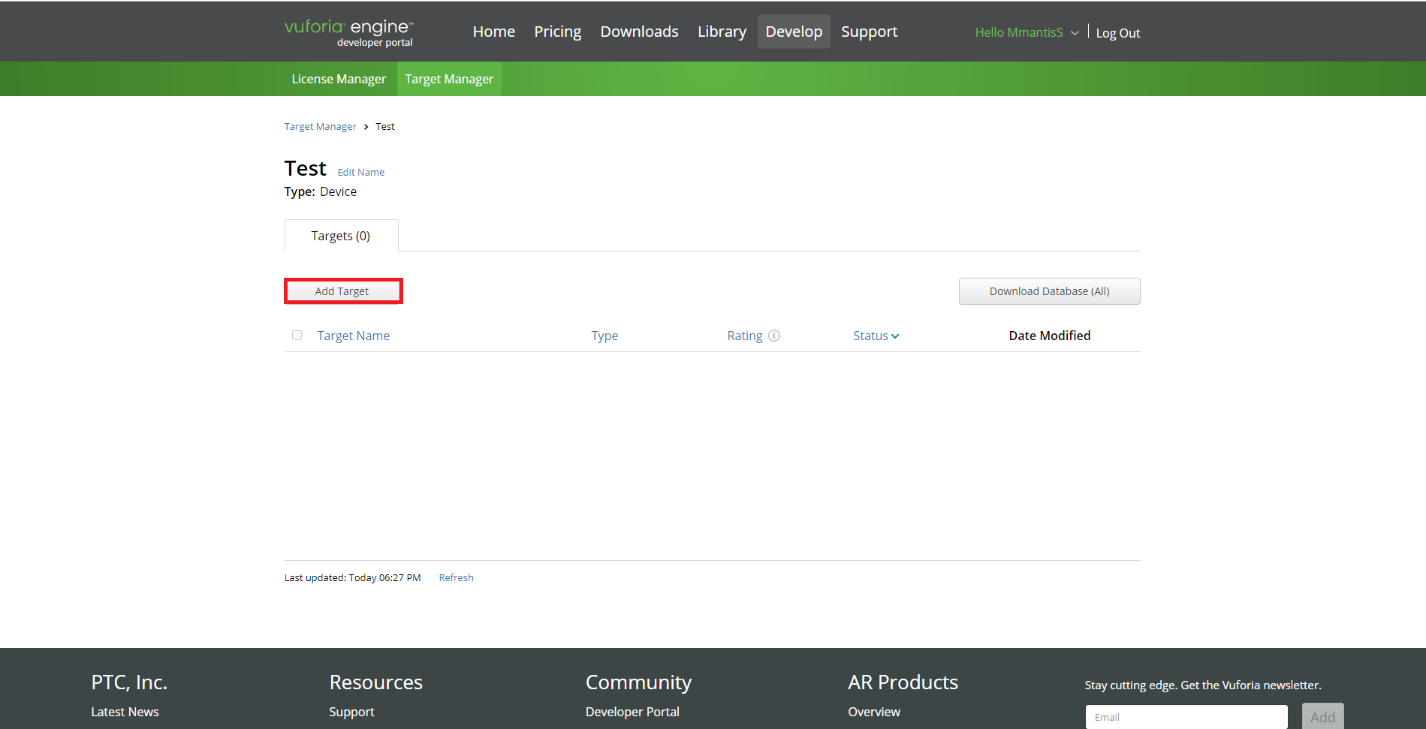 vuforia® engine™
developer portal
Home Pricing Downloads Library Develop Support
Hello MmantisS Log Out
License Manager Target Manager
Target Manager > Test
Test Edit Name
Type: Device
Targets (0)
Add Target Download Database (All)
Target Name Type Rating Status Date Modified
Last updated: Today 06:27 PM Refresh
PTC, Inc. Resources Community AR Products
Stay cutting edge. Get the Vuforia newsletter.
Latest News Support Developer Portal Overview
Email Add